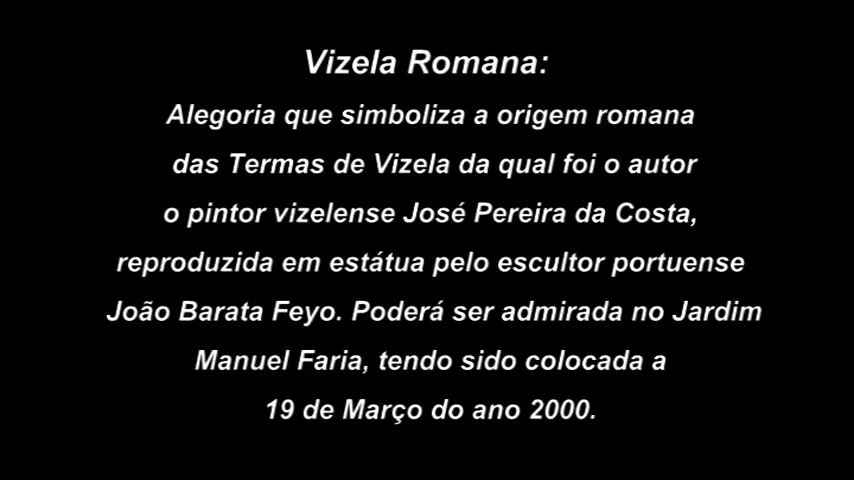 Vizela Romana:
Alegoria que simboliza a origem romana
das Termas de Vizela da qual foi o autor
o pintor vizelense José Pereira da Costa,
reproduzida em estátua pelo escultor portuense
João Barata Feyo. Poderá ser admirada no Jardim
Manuel Faria, tendo sido colocada a
19 de Março do ano 2000.